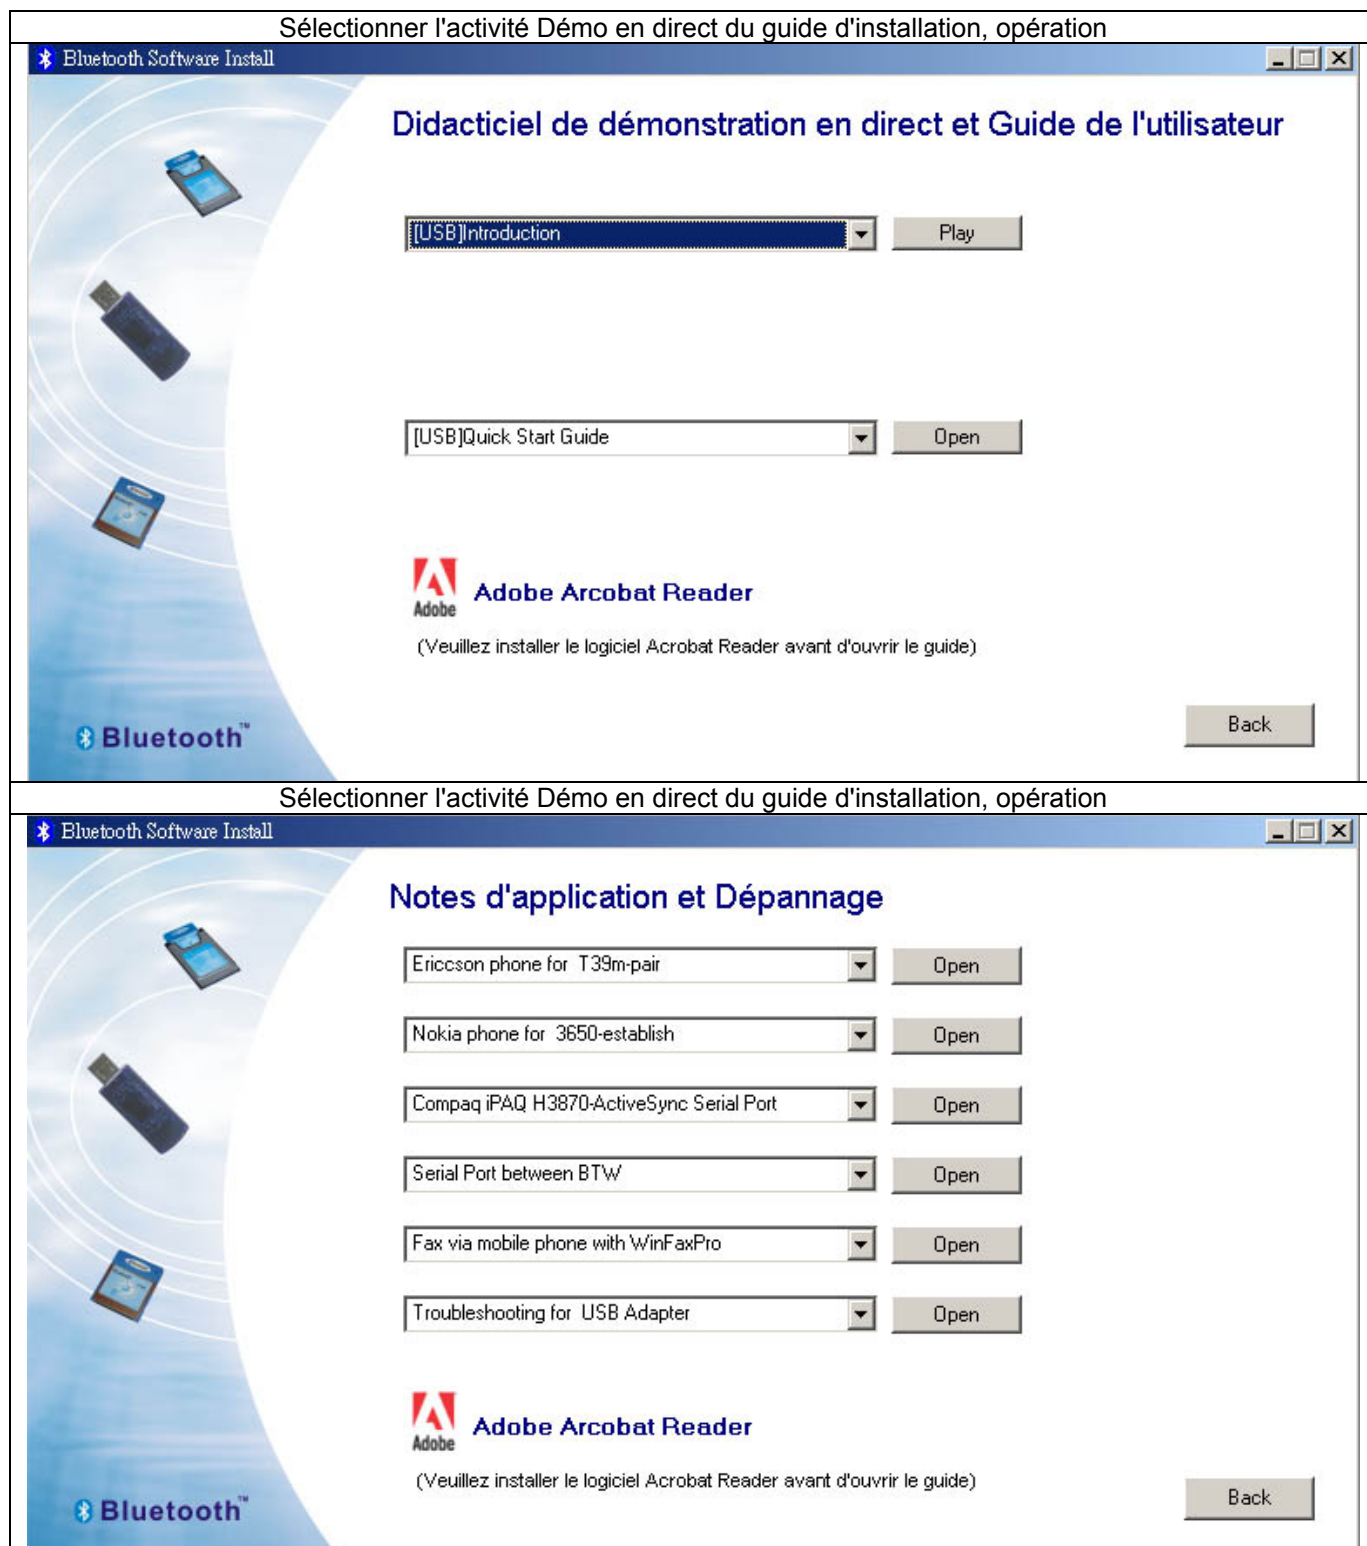 Sélectionner l'activité Démo en direct du guide d'installation, opération
Bluetooth Software Install
Didacticiel de démonstration en direct et Guide de l'utilisateur
[USB]Introduction
Play
[USB]Quick Start Guide
Open
Adobe
Adobe Arcobat Reader
(Veuillez installer le logiciel Acrobat Reader avant d'ouvrir le guide)
Bluetooth™
Back
Sélectionner l'activité Démo en direct du guide d'installation, opération
Bluetooth Software Install
Notes d'application et Dépannage
Ericcson phone for T39m-pair
Open
Nokia phone for 3650-establish
Open
Compaq iPAQ H3870-ActiveSync Serial Port
Open
Serial Port between BTW
Open
Fax via mobile phone with WinFaxPro
Open
Troubleshooting for USB Adapter
Open
Adobe
Adobe Arcobat Reader
(Veuillez installer le logiciel Acrobat Reader avant d'ouvrir le guide)
Bluetooth™
Back